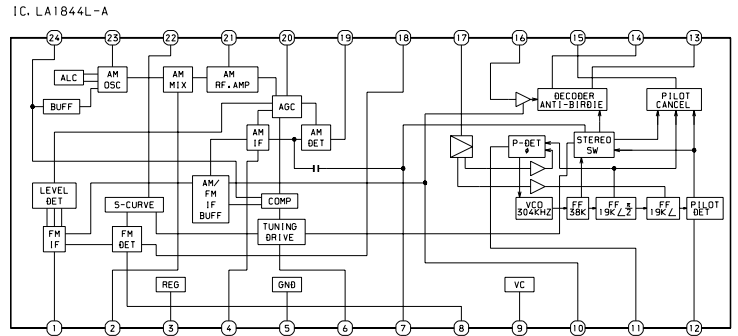 IC, LA1844L-A
24 23 22 21 20 19 18 17 16 15 14 13
ALC
AM
OSC
AM
MIX
AM
RF.AMP
BUFF
AGC
DECODER
ANTI-BIRDIE
PILOT
CANCEL
AM
IF
AM
DET
P-DET
φ
STEREO
SW
LEVEL
DET
AM/
FM
IF
BUFF
S-CURVE
COMP
VCO
304KHZ
FF
38K
FF π
19K∠2
FF
19K∠
PILOT
DET
FM
IF
FM
DET
TUNING
DRIVE
REG
GND
VC
1 2 3 4 5 6 7 8 9 10 11 12